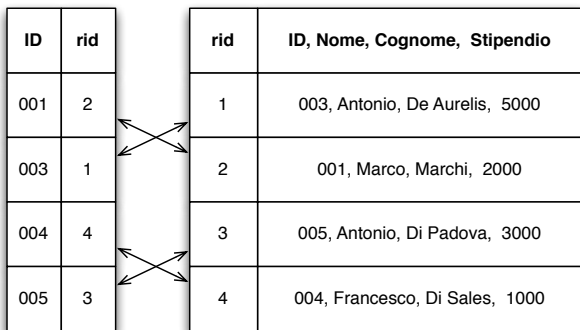 ID rid
001 2
003 1
004 4
005 3
rid ID, Nome, Cognome, Stipendio
1 003, Antonio, De Aurelis, 5000
2 001, Marco, Marchi, 2000
3 005, Antonio, Di Padova, 3000
4 004, Francesco, Di Sales, 1000